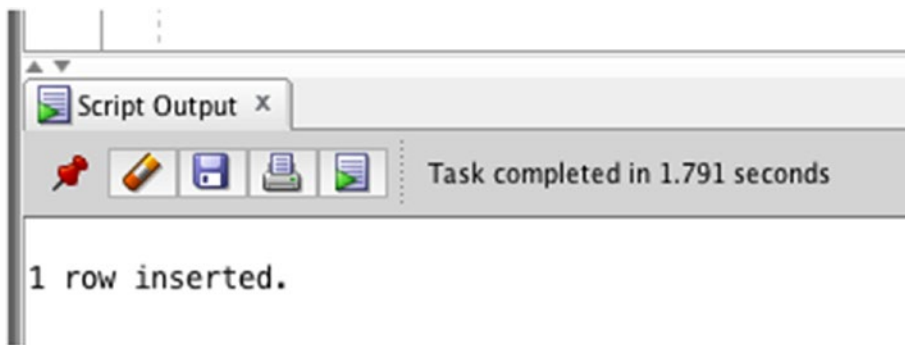 Script Output x
Task completed in 1.791 seconds
1 row inserted.